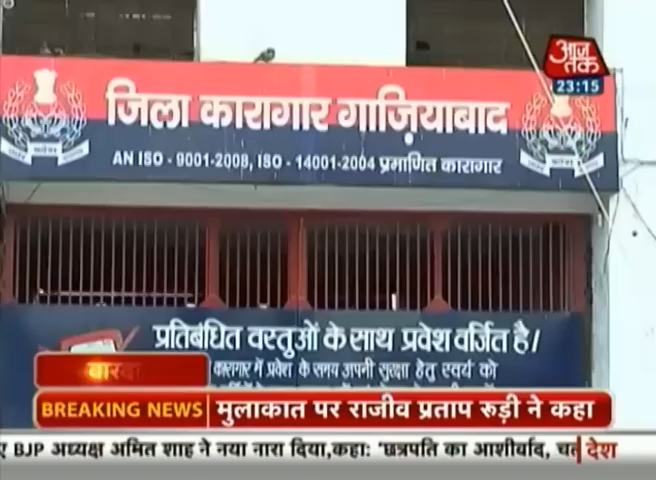 आज तक
23:15
जिला कारागार गाज़ियाबाद
AN ISO - 9001-2008, ISO - 14001-2004 प्रमाणित कारागार
प्रतिबंधित वस्तुओं के साथ प्रवेश वर्जित है।
कारागार में प्रवेश के समय अपनी सुरक्षा हेतु स्वयं को
BREAKING NEWS मुलाकात पर राजीव प्रताप रूड़ी ने कहा
BJP अध्यक्ष अमित शाह ने नया नारा दिया,कहा: 'छत्रपति का आशीर्वाद, देश